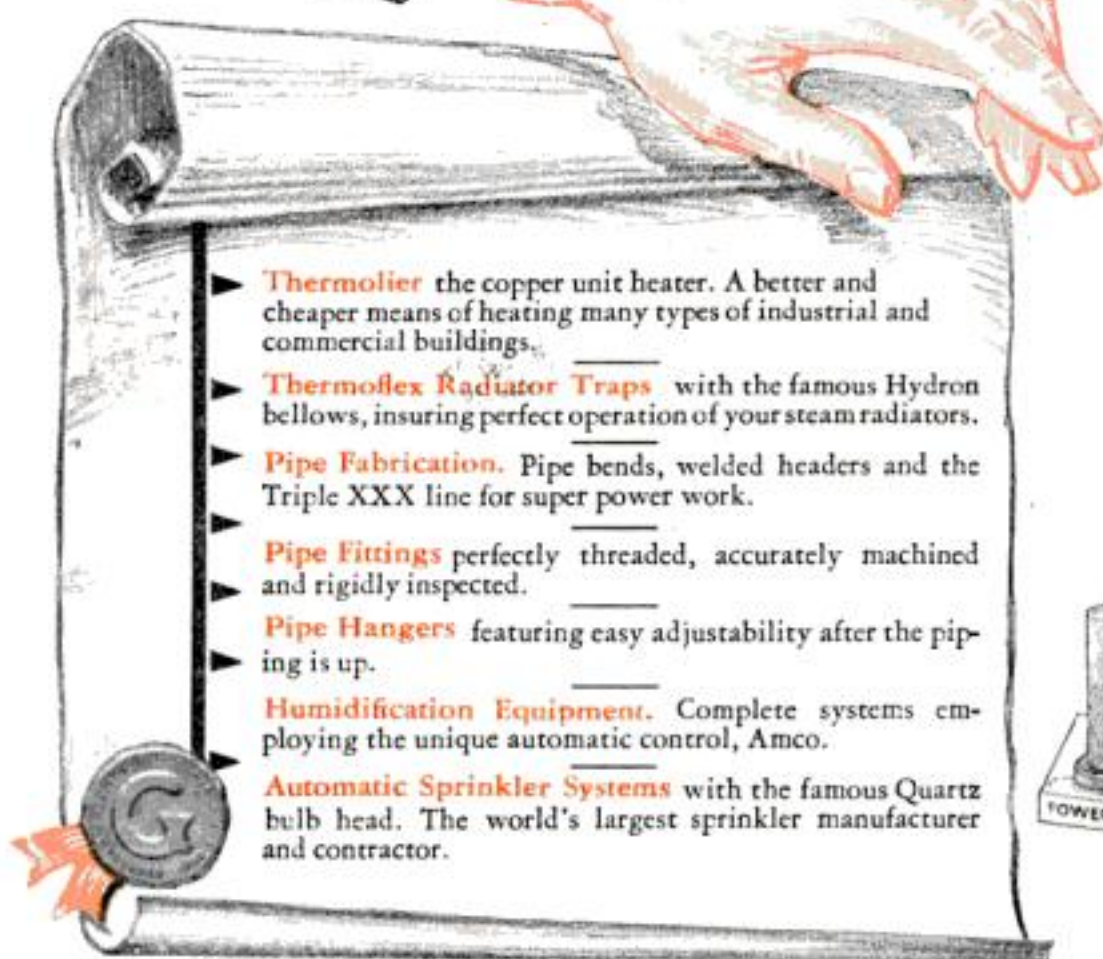 Thermolier the copper unit heater. A better and
cheaper means of heating many types of industrial and
commercial buildings.
Thermoflex Radiator Traps with the famous Hydron
bellows, insuring perfect operation of your steam radiators.
Pipe Fabrication. Pipe bends, welded headers and the
Triple XXX line for super power work.
Pipe Fittings perfectly threaded, accurately machined
and rigidly inspected.
Pipe Hangers featuring easy adjustability after the pip-
ing is up.
Humidification Equipment. Complete systems em-
ploying the unique automatic control, Amco.
Automatic Sprinkler Systems with the famous Quartz
bulb head. The world's largest sprinkler manufacturer
and contractor.
G
POWE